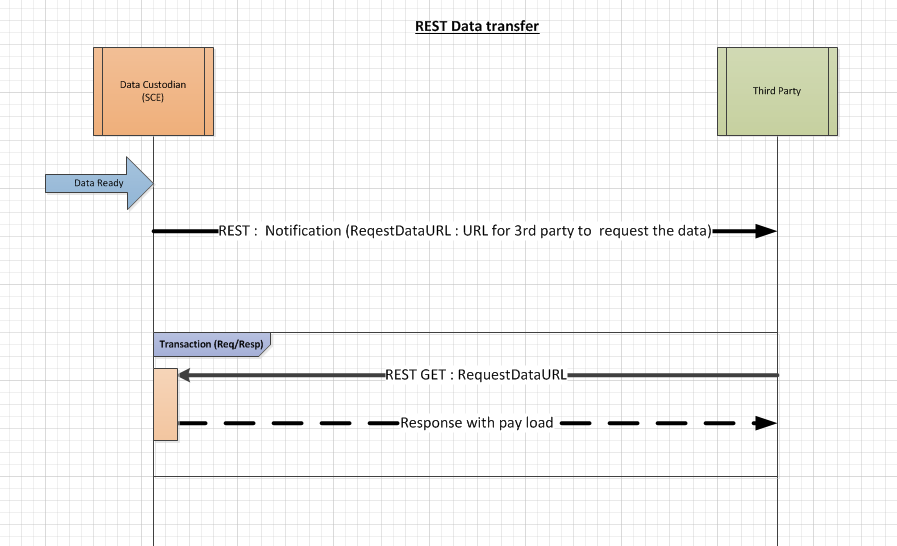 REST Data transfer
Data Custodian
(SCE)
Third Party
Data Ready
REST :  Notification (ReqestDataURL : URL for 3rd party to  request the data)
Transaction (Req/Resp)
REST GET : RequestDataURL
Response with pay load